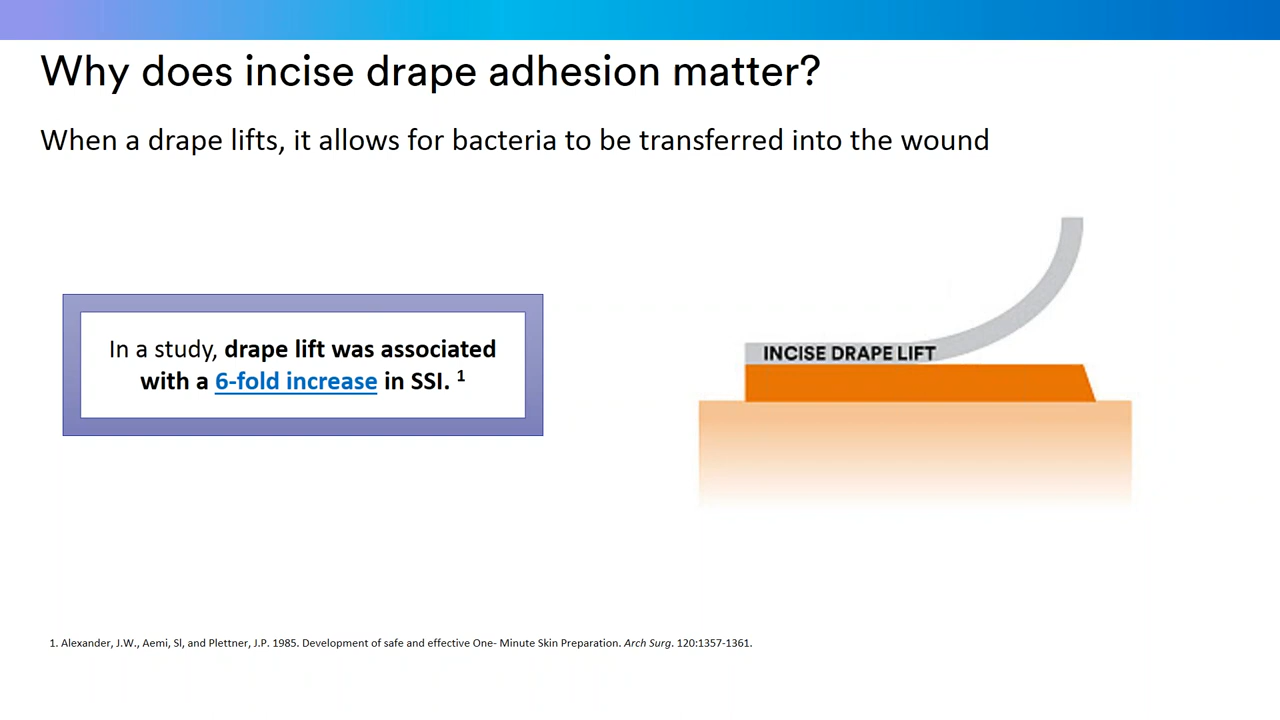 Why does incise drape adhesion matter?
When a drape lifts, it allows for bacteria to be transferred into the wound
In a study, drape lift was associated
with a 6-fold increase in SSI. 1
INCISE DRAPE LIFT
1. Alexander, J.W., Aemi, Sl, and Plettner, J.P. 1985. Development of safe and effective One- Minute Skin Preparation. Arch Surg. 120:1357-1361.